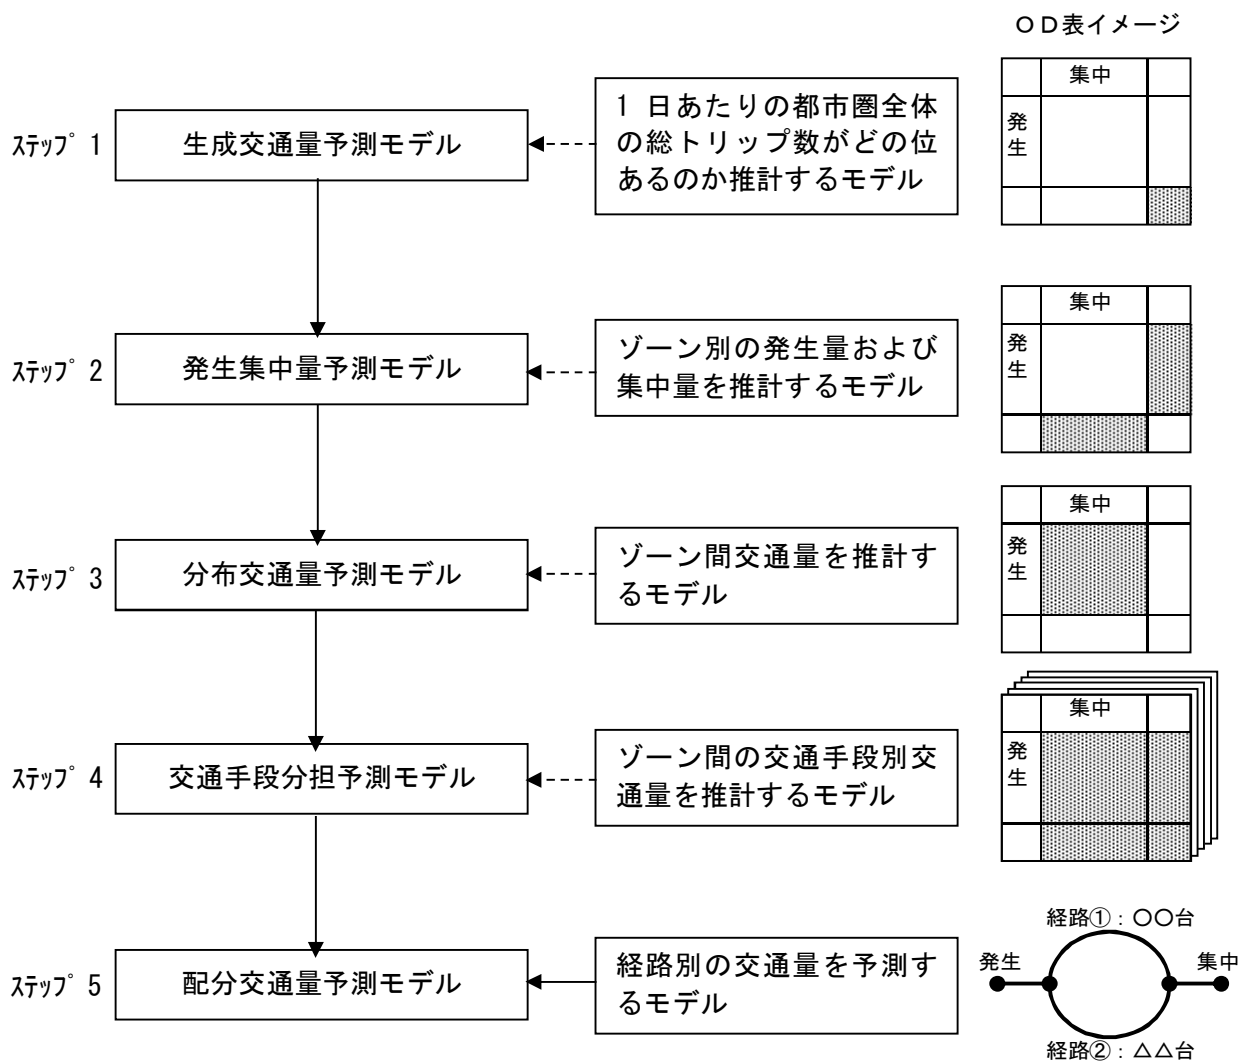 ＯＤ表イメージ
ｽﾃｯﾌﾟ 1
生成交通量予測モデル
1 日あたりの都市圏全体
の総トリップ数がどの位
あるのか推計するモデル
集中
発
生
ｽﾃｯﾌﾟ 2
発生集中量予測モデル
ゾーン別の発生量および
集中量を推計するモデル
集中
発
生
ｽﾃｯﾌﾟ 3
分布交通量予測モデル
ゾーン間交通量を推計す
るモデル
集中
発
生
ｽﾃｯﾌﾟ 4
交通手段分担予測モデル
ゾーン間の交通手段別交
通量を推計するモデル
集中
発
生
ｽﾃｯﾌﾟ 5
配分交通量予測モデル
経路別の交通量を予測す
るモデル
経路①：〇〇台
発生
集中
経路②：△△台